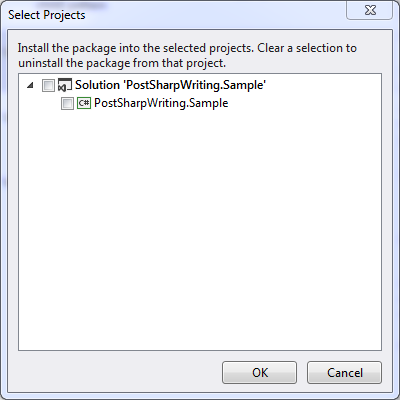 Select Projects
Install the package into the selected projects. Clear a selection to
uninstall the package from that project.
Solution 'PostSharpWriting.Sample'
C# PostSharpWriting.Sample
OK Cancel